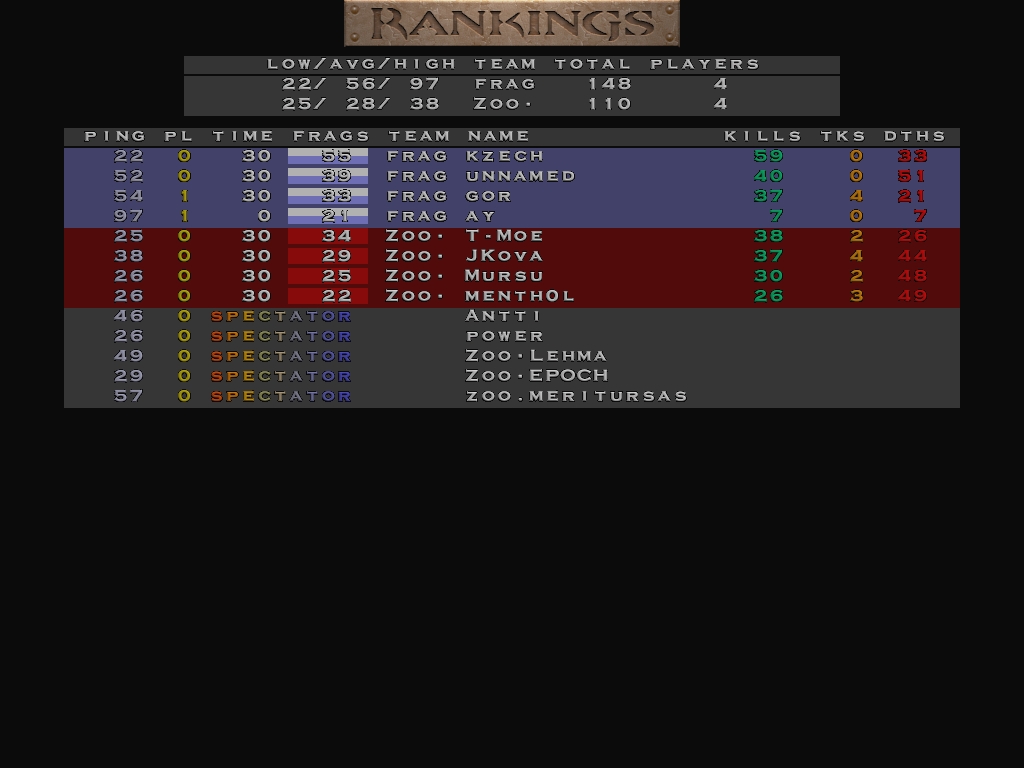 RANKINGS
LOW/AVG/HIGH TEAM TOTAL PLAYERS
22/ 56/ 97 FRAG 148 4
25/ 28/ 38 ZOO· 110 4
PING PL TIME FRAGS TEAM NAME KILLS TKS DTHS
22 0 30 55 FRAG KZECH 59 0 33
52 0 30 39 FRAG UNNAMED 40 0 51
54 1 30 33 FRAG GOR 37 4 21
97 1 0 21 FRAG AY 7 0 7
25 0 30 34 ZOO· T-MOE 38 2 26
38 0 30 29 ZOO· JKOVA 37 4 44
26 0 30 25 ZOO· MURSU 30 2 48
26 0 30 22 ZOO· MENTH0L 26 3 49
46 0 SPECTATOR ANTTI
26 0 SPECTATOR POWER
49 0 SPECTATOR ZOO·LEHMA
29 0 SPECTATOR ZOO·EPOCH
57 0 SPECTATOR ZOO.MERITURSAS